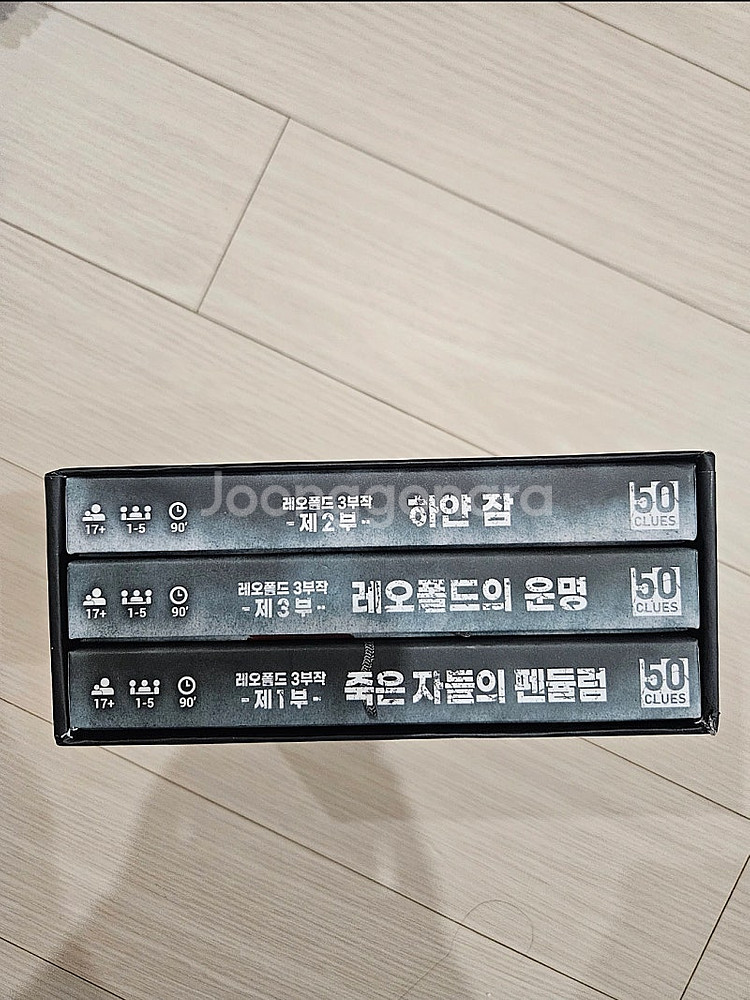 Joonggonara
17+ 1-5 90' 레오폴드 3부작 하얀 잠 50
- 제2부 - CLUES
17+ 1-5 90' 레오폴드 3부작 레오폴드의 운명 50
- 제3부 - CLUES
17+ 1-5 90' 레오폴드 3부작 죽은 자들의 펜듈럼 50
- 제1부 - CLUES